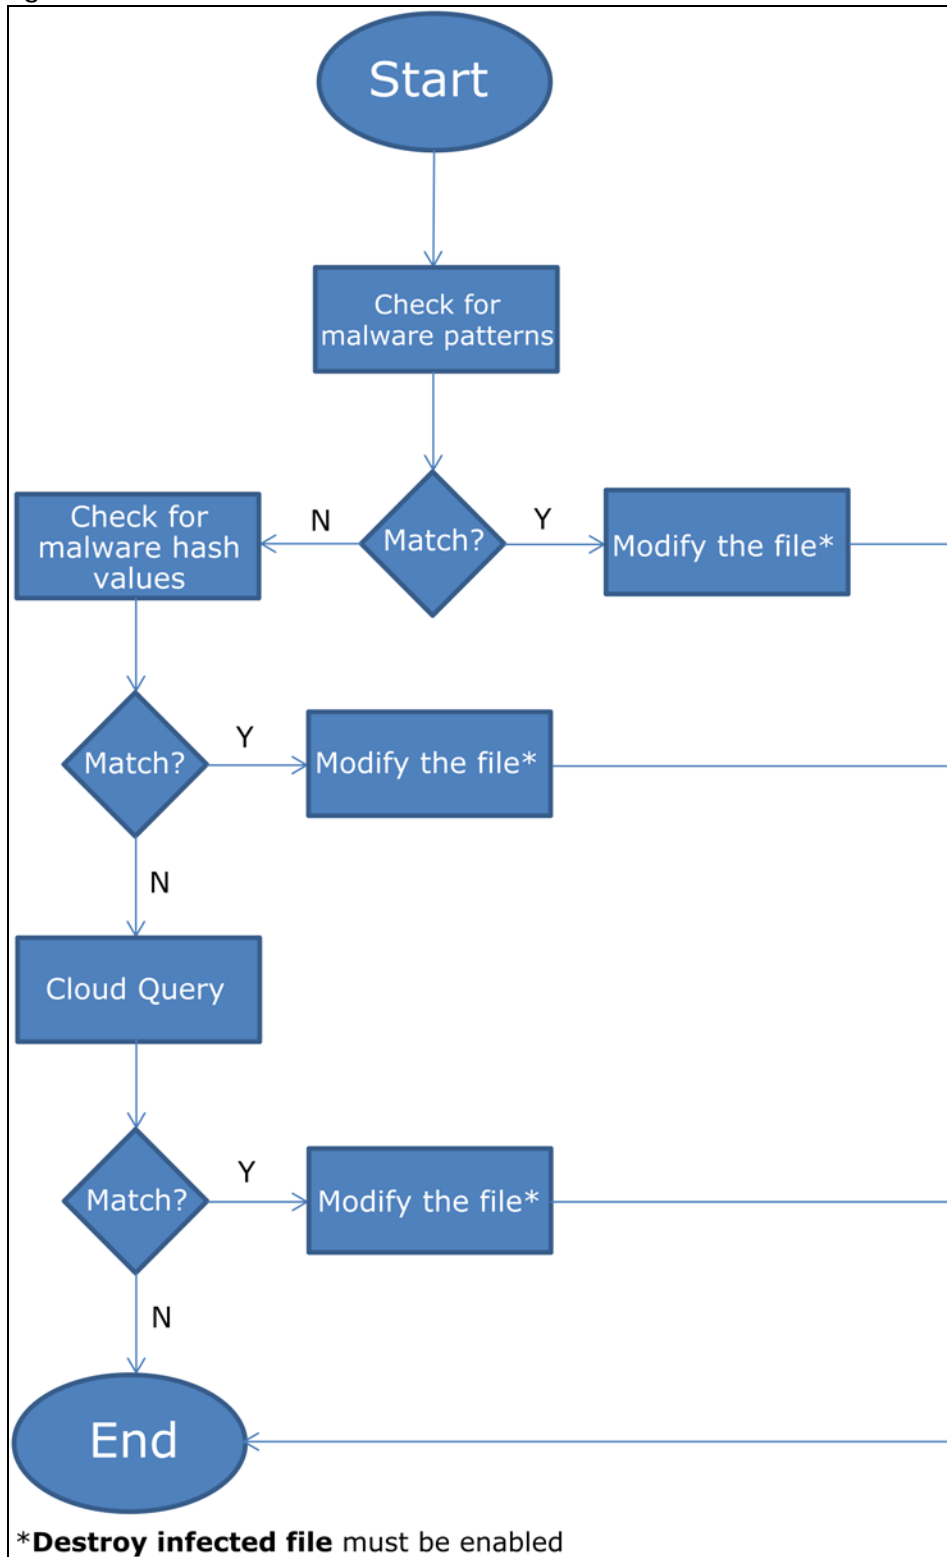 Start
Check for
malware patterns
Match?
N
Y
Check for
malware hash
values
Modify the file*
Match?
Y
Modify the file*
N
Cloud Query
Match?
Y
Modify the file*
N
End
*Destroy infected file must be enabled